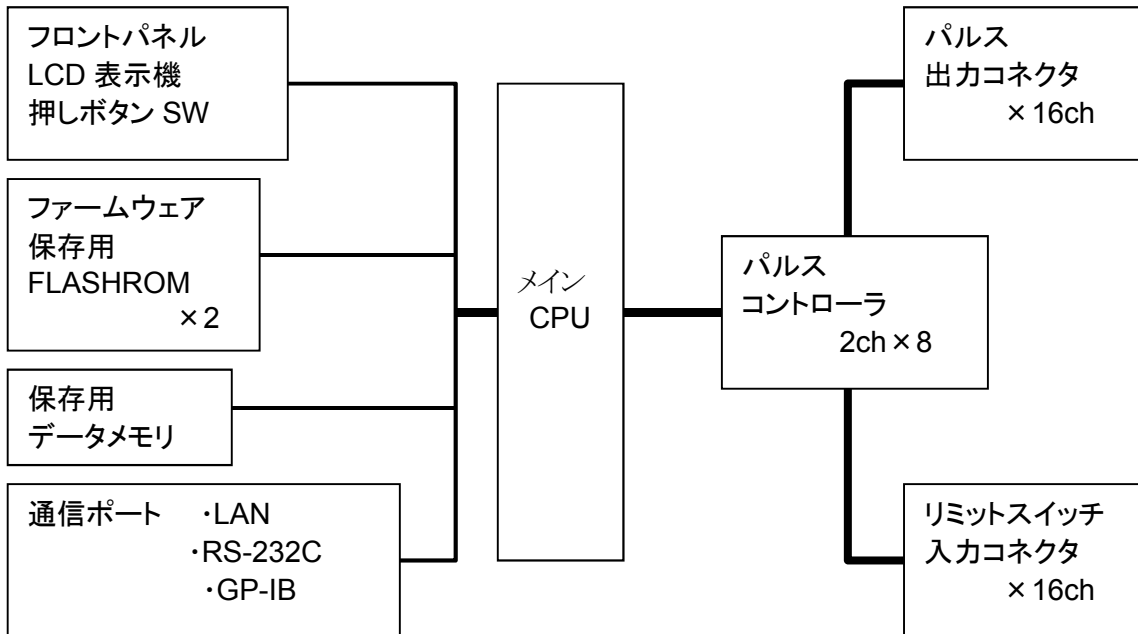 フロントパネル
LCD 表示機
押しボタン SW
ファームウェア
保存用
FLASHROM
×2
保存用
データメモリ
通信ポート ・LAN
・RS-232C
・GP-IB
メイン
CPU
パルス
コントローラ
2ch×8
パルス
出力コネクタ
×16ch
リミットスイッチ
入力コネクタ
×16ch